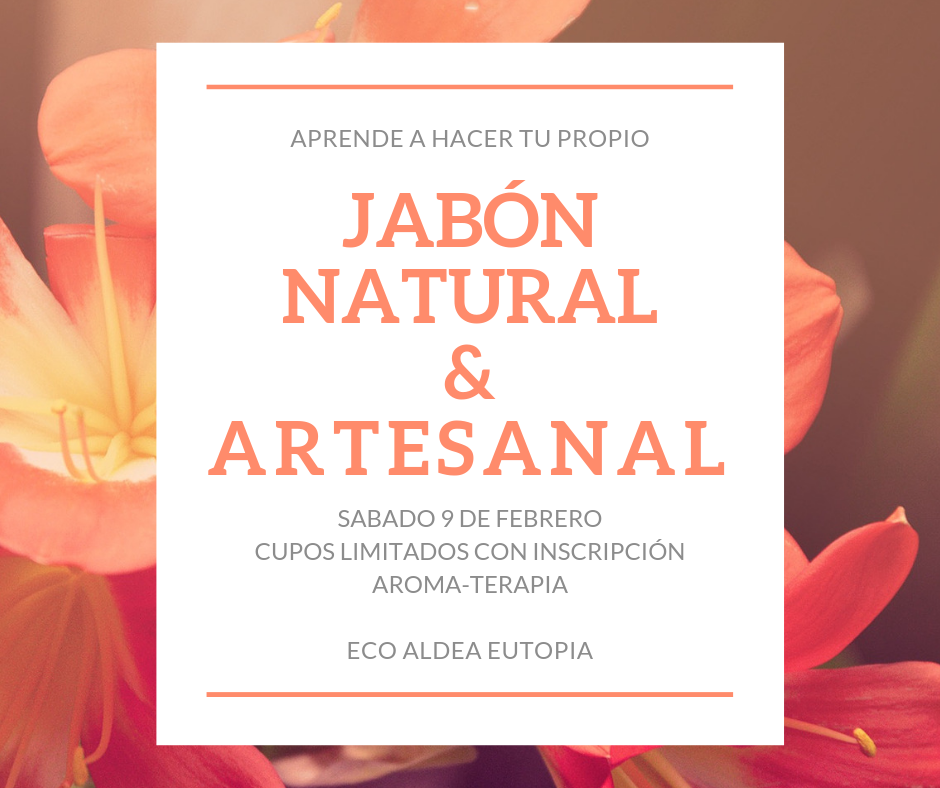 APRENDE A HACER TU PROPIO
JABÓN
NATURAL
&
ARTESANAL
SABADO 9 DE FEBRERO
CUPOS LIMITADOS CON INSCRIPCIÓN
AROMA-TERAPIA
ECO ALDEA EUTOPIA